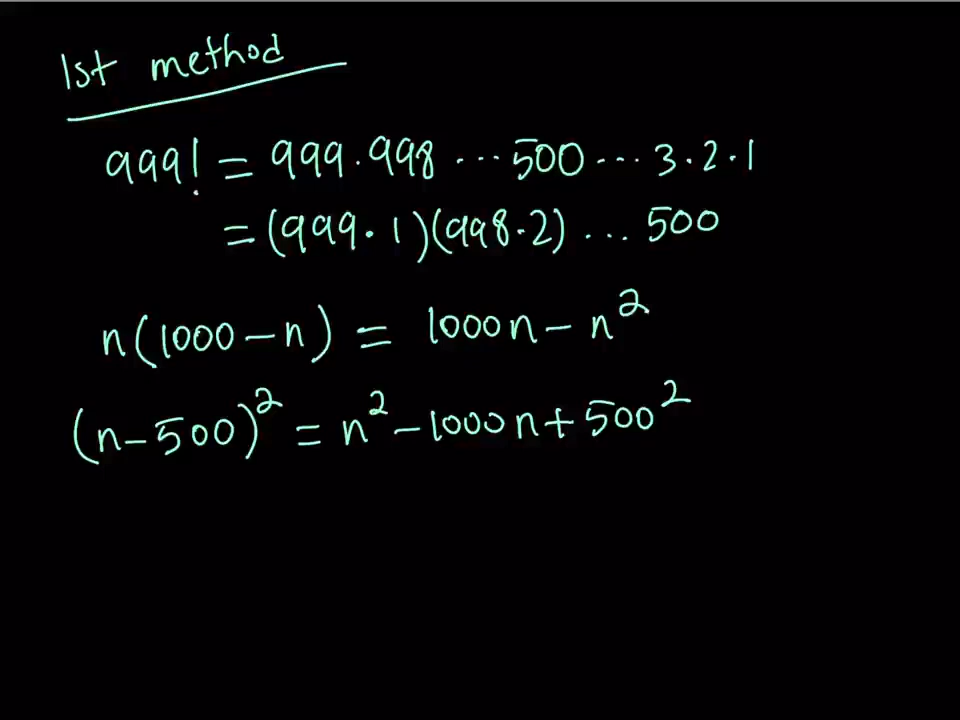 1st method
999! = 999.998 ... 500 ... 3.2.1
= (999.1)(998.2) ... 500
n(1000 - n) = 1000n - n²
(n - 500)² = n² - 1000n + 500²